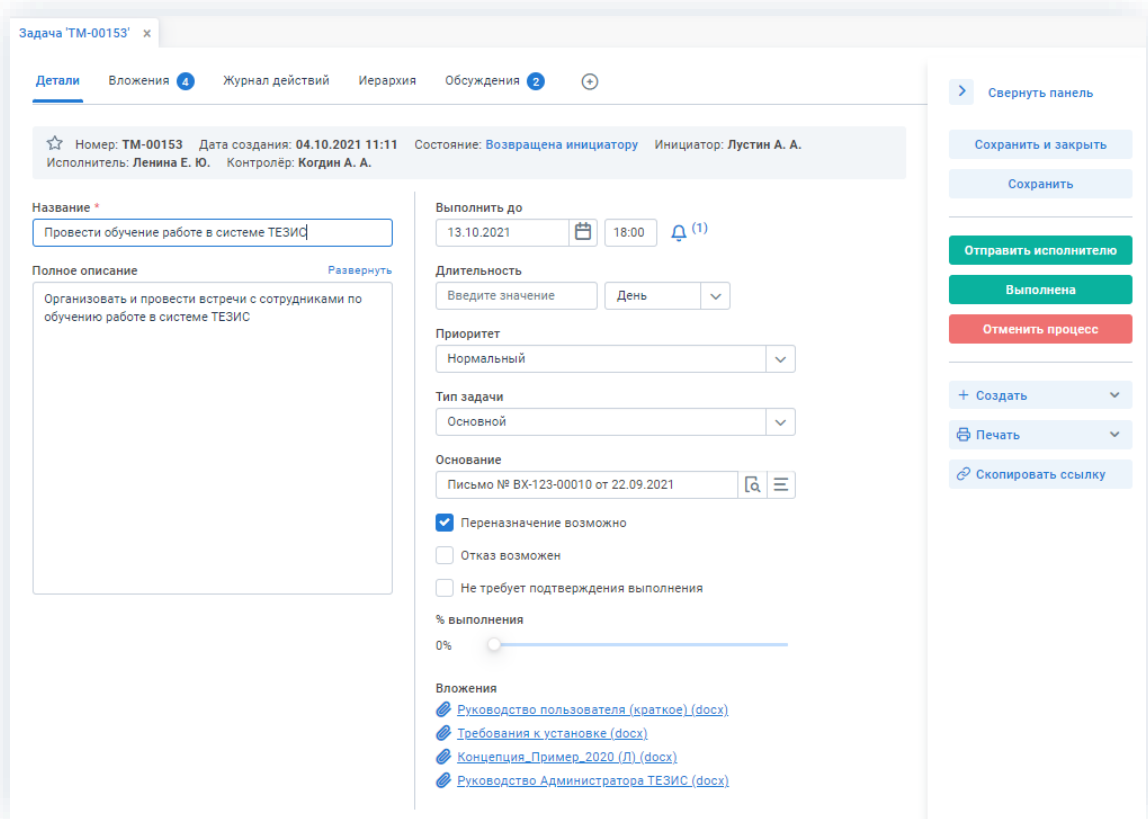 Задача 'ТМ-00153' ×
Детали Вложения 4 Журнал действий Иерархия Обсуждения 2
Номер: ТМ-00153 Дата создания: 04.10.2021 11:11 Состояние: Возвращена инициатору Инициатор: Лустин А. А.
Исполнитель: Ленина Е. Ю. Контролёр: Когдин А. А.
Название *
Провести обучение работе в системе ТЕЗИС
Полное описание Развернуть
Организовать и провести встречи с сотрудниками по
обучению работе в системе ТЕЗИС
Выполнить до
13.10.2021 18:00 (1)
Длительность
Введите значение День
Приоритет
Нормальный
Тип задачи
Основной
Основание
Письмо № ВХ-123-00010 от 22.09.2021
Переназначение возможно
Отказ возможен
Не требует подтверждения выполнения
% выполнения
0%
Вложения
Руководство пользователя (краткое) (docx)
Требования к установке (docx)
Концепция_Пример_2020 (Л) (docx)
Руководство Администратора ТЕЗИС (docx)
Свернуть панель
Сохранить и закрыть
Сохранить
Отправить исполнителю
Выполнена
Отменить процесс
+ Создать
Печать
Скопировать ссылку